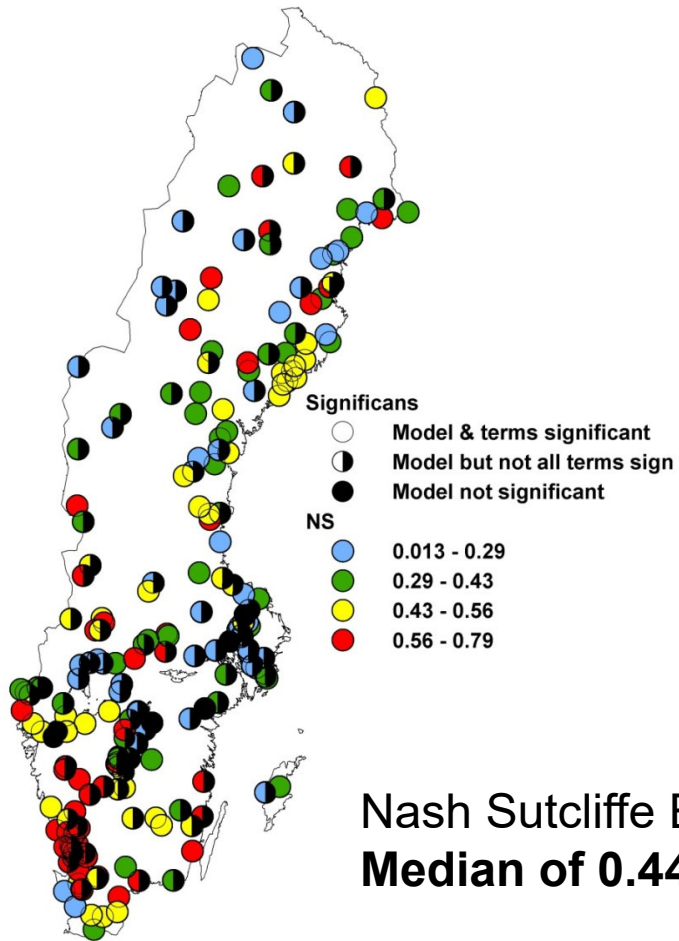 Significans
Model & terms significant
Model but not all terms sign
Model not significant
NS
0.013 - 0.29
0.29 - 0.43
0.43 - 0.56
0.56 - 0.79
Nash Sutcliffe
Median of 0.44